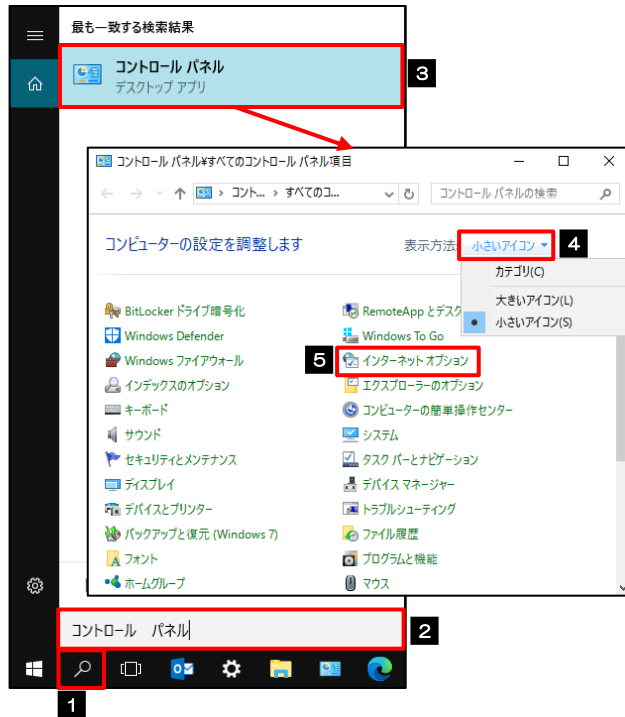 最も一致する検索結果
コントロール パネル
デスクトップ アプリ
3
コントロール パネル¥すべてのコントロール パネル項目
コント... › すべてのコ...
コントロール パネルの検索
コンピューターの設定を調整します
表示方法:
小さいアイコン
4
カテゴリ(C)
大きいアイコン(L)
小さいアイコン(S)
BitLocker ドライブ暗号化
RemoteApp とデスク
Windows Defender
Windows To Go
Windows ファイアウォール
5
インターネット オプション
インデックスのオプション
エクスプローラーのオプション
キーボード
コンピューターの簡単操作センター
サウンド
システム
セキュリティとメンテナンス
タスク バーとナビゲーション
ディスプレイ
デバイス マネージャー
デバイスとプリンター
トラブルシューティング
バックアップと復元 (Windows 7)
ファイル履歴
フォント
プログラムと機能
ホームグループ
マウス
コントロール　パネル
2
1